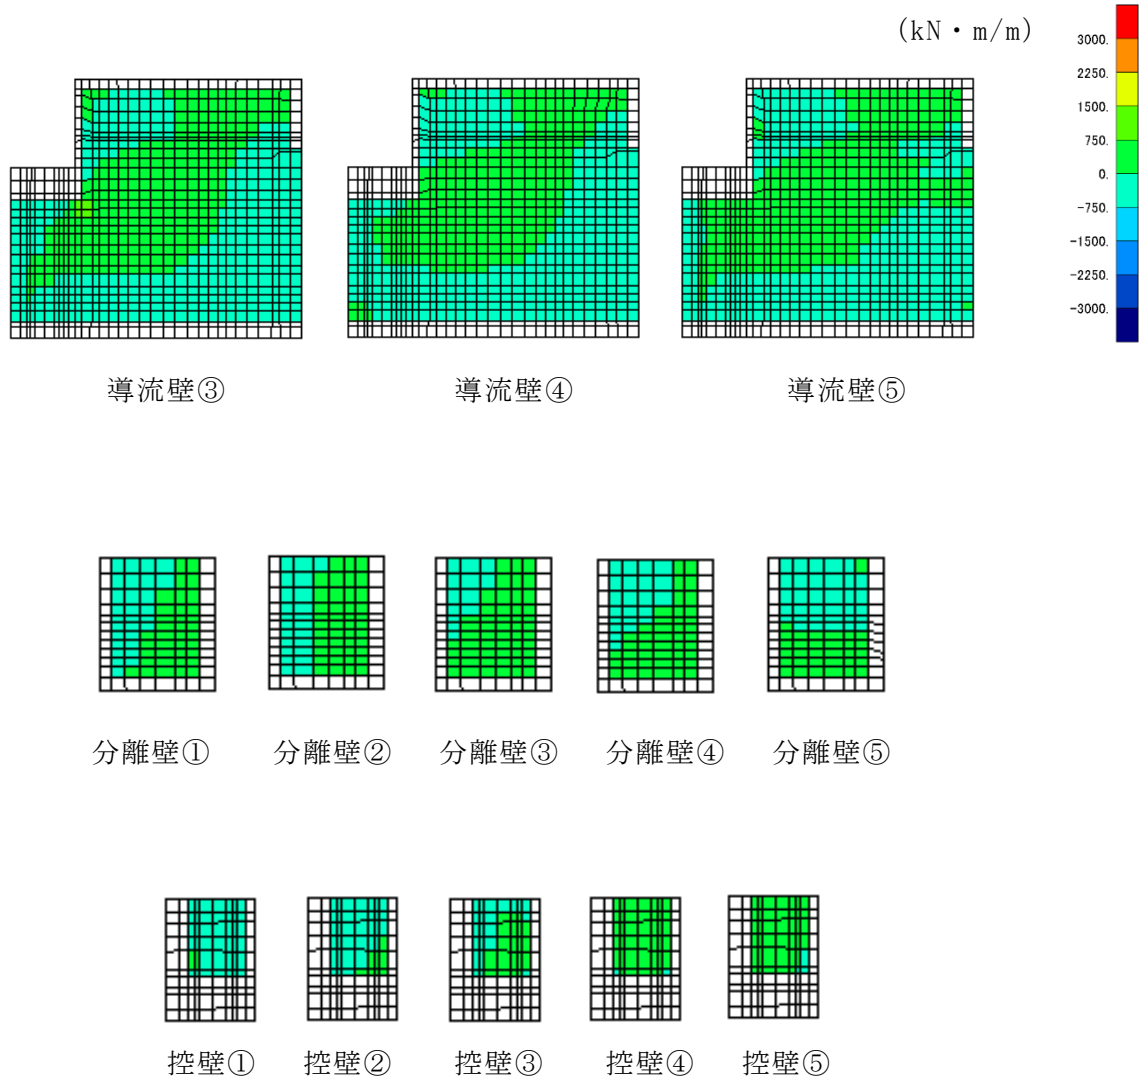 (kN・m/m)
3000.
2250.
1500.
750.
0.
-750.
-1500.
-2250.
-3000.
導流壁③ 導流壁④ 導流壁⑤
分離壁① 分離壁② 分離壁③ 分離壁④ 分離壁⑤
控壁① 控壁② 控壁③ 控壁④ 控壁⑤